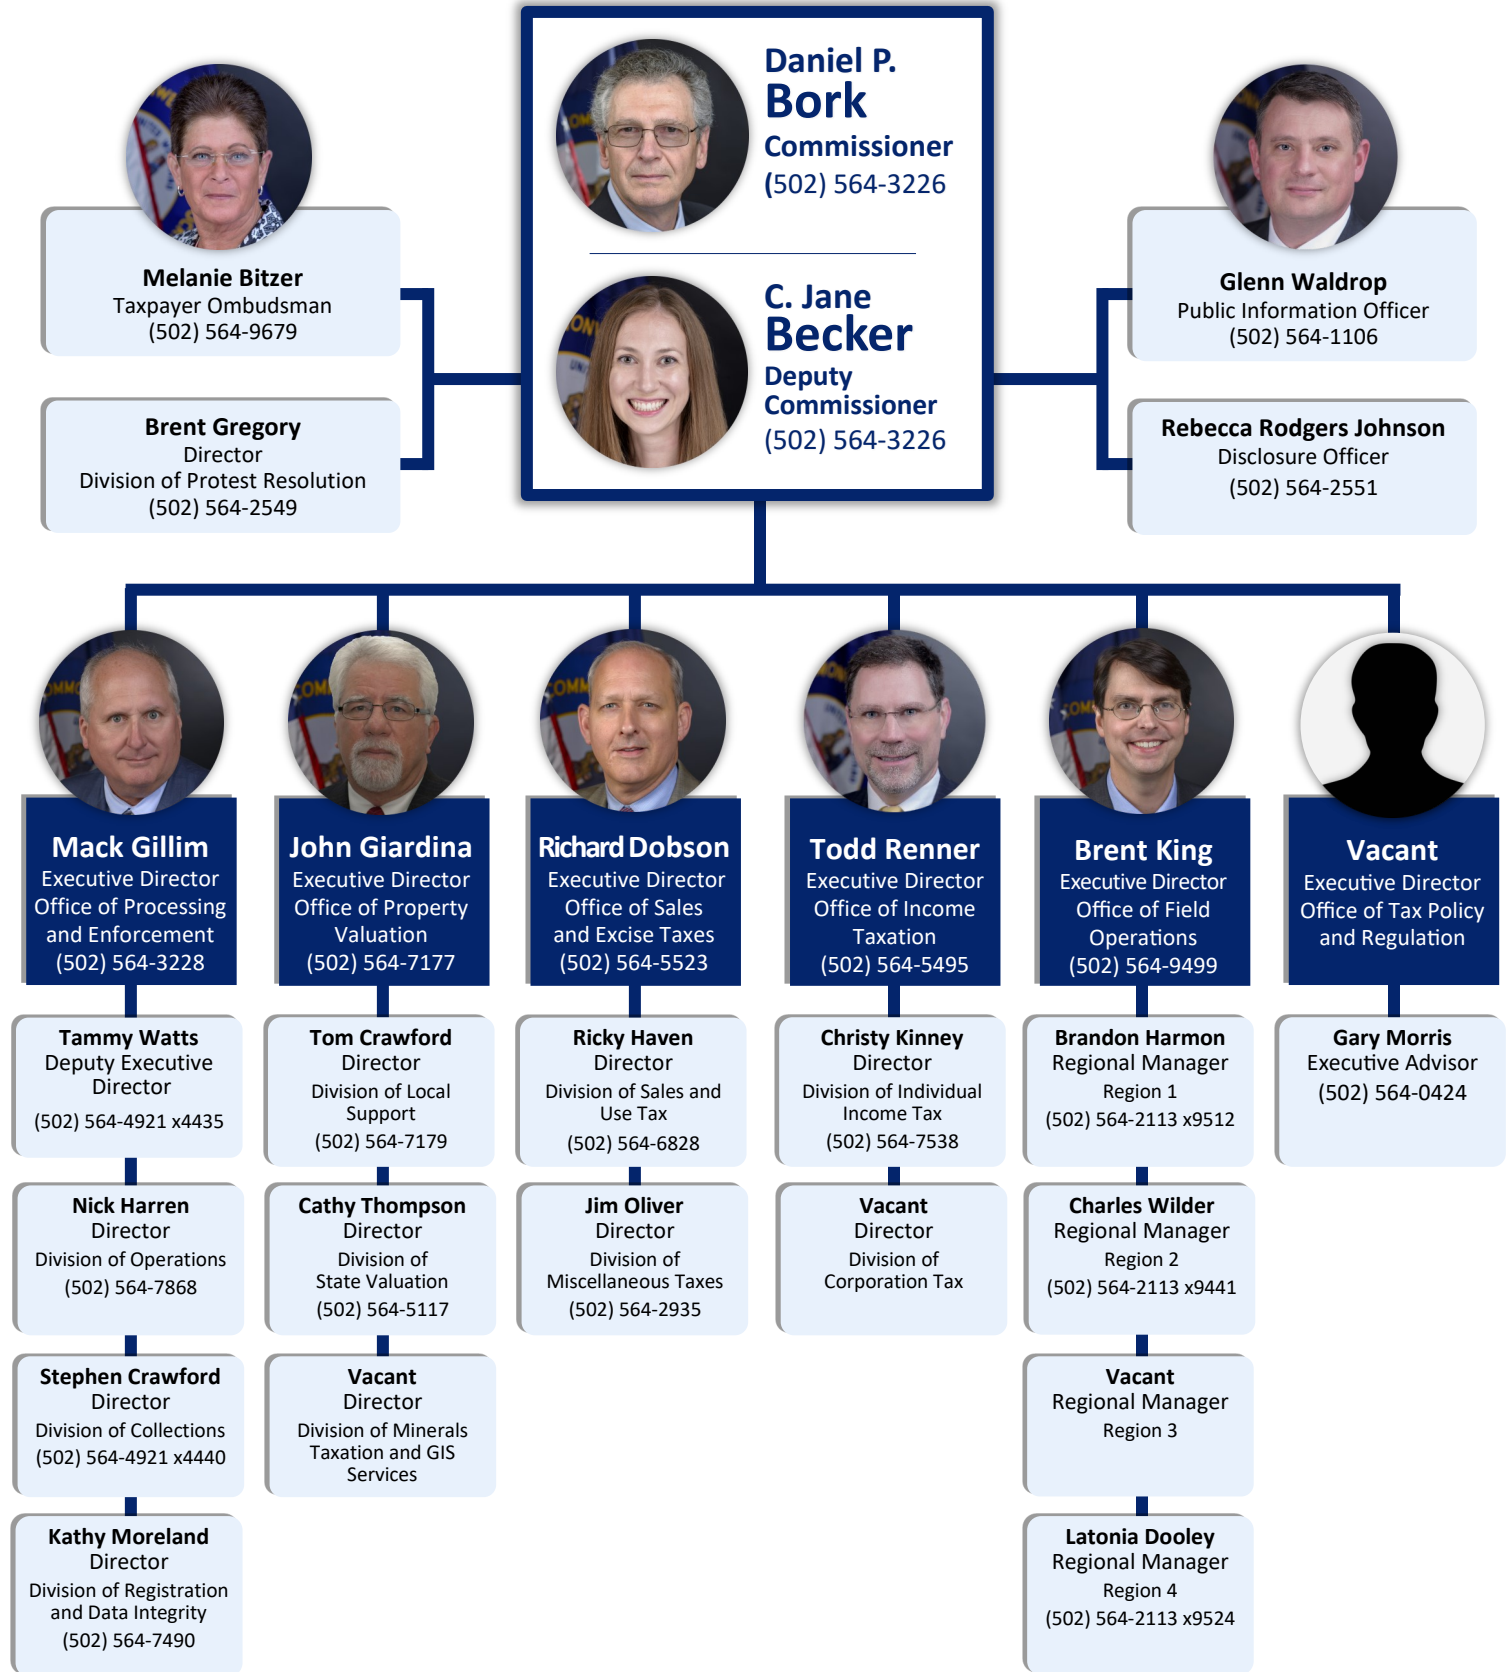 Daniel P.
Bork
Commissioner
(502) 564-3226
C. Jane
Becker
Deputy
Commissioner
(502) 564-3226
Melanie Bitzer
Taxpayer Ombudsman
(502) 564-9679
Brent Gregory
Director
Division of Protest Resolution
(502) 564-2549
Glenn Waldrop
Public Information Officer
(502) 564-1106
Rebecca Rodgers Johnson
Disclosure Officer
(502) 564-2551
Mack Gillim
Executive Director
Office of Processing
and Enforcement
(502) 564-3228
Tammy Watts
Deputy Executive
Director
(502) 564-4921 x4435
Nick Harren
Director
Division of Operations
(502) 564-7868
Stephen Crawford
Director
Division of Collections
(502) 564-4921 x4440
Kathy Moreland
Director
Division of Registration
and Data Integrity
(502) 564-7490
John Giardina
Executive Director
Office of Property
Valuation
(502) 564-7177
Tom Crawford
Director
Division of Local
Support
(502) 564-7179
Cathy Thompson
Director
Division of
State Valuation
(502) 564-5117
Vacant
Director
Division of Minerals
Taxation and GIS
Services
Richard Dobson
Executive Director
Office of Sales
and Excise Taxes
(502) 564-5523
Ricky Haven
Director
Division of Sales and
Use Tax
(502) 564-6828
Jim Oliver
Director
Division of
Miscellaneous Taxes
(502) 564-2935
Todd Renner
Executive Director
Office of Income
Taxation
(502) 564-5495
Christy Kinney
Director
Division of Individual
Income Tax
(502) 564-7538
Vacant
Director
Division of
Corporation Tax
Brent King
Executive Director
Office of Field
Operations
(502) 564-9499
Brandon Harmon
Regional Manager
Region 1
(502) 564-2113 x9512
Charles Wilder
Regional Manager
Region 2
(502) 564-2113 x9441
Vacant
Regional Manager
Region 3
Latonia Dooley
Regional Manager
Region 4
(502) 564-2113 x9524
Vacant
Executive Director
Office of Tax Policy
and Regulation
Gary Morris
Executive Advisor
(502) 564-0424